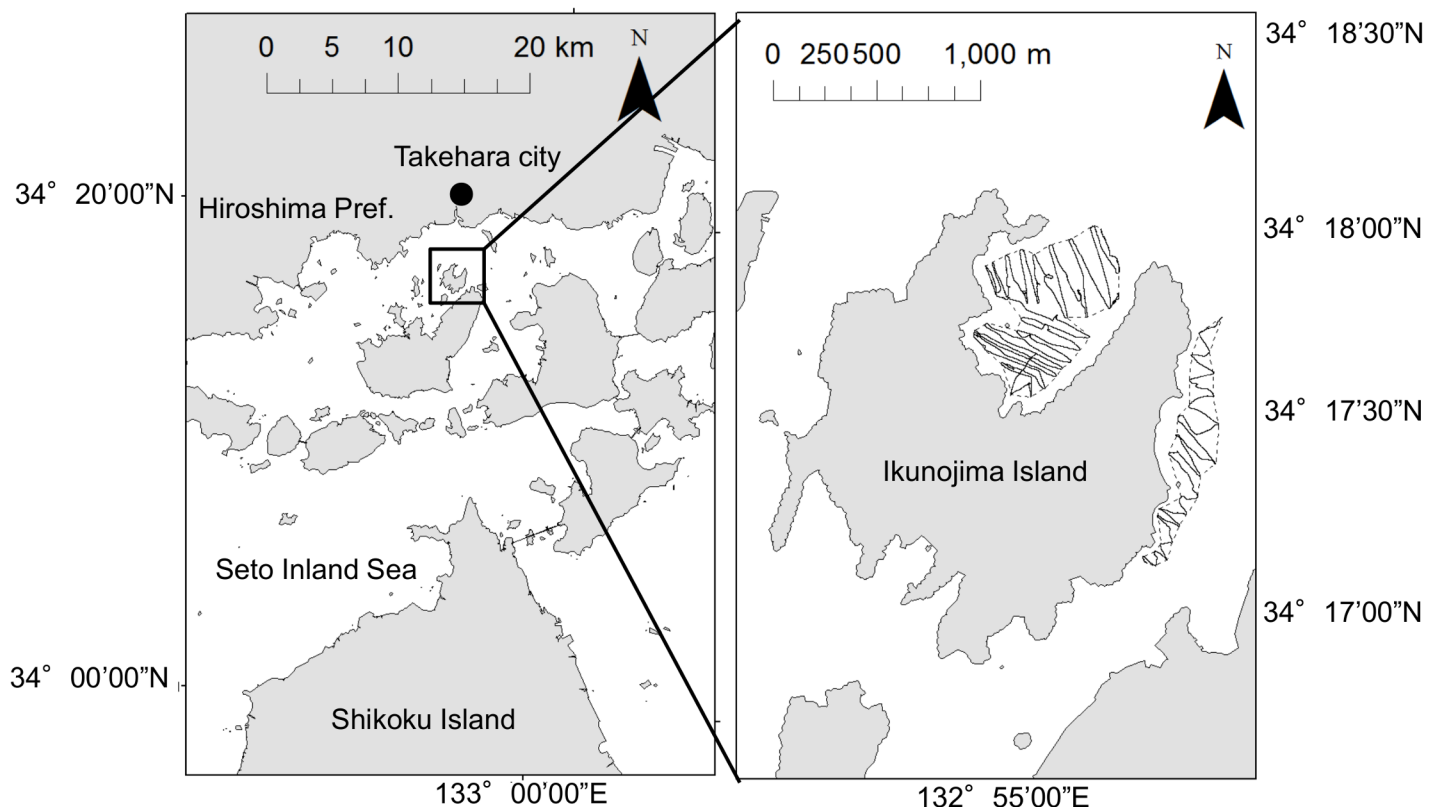 0 5 10 20 km
N
Takehara city
34° 20’00”N
Hiroshima Pref.
Seto Inland Sea
34° 00’00”N
Shikoku Island
133° 00’00”E
0 250 500 1,000 m
N
34° 18’30”N
34° 18’00”N
34° 17’30”N
Ikunojima Island
34° 17’00”N
132° 55’00”E